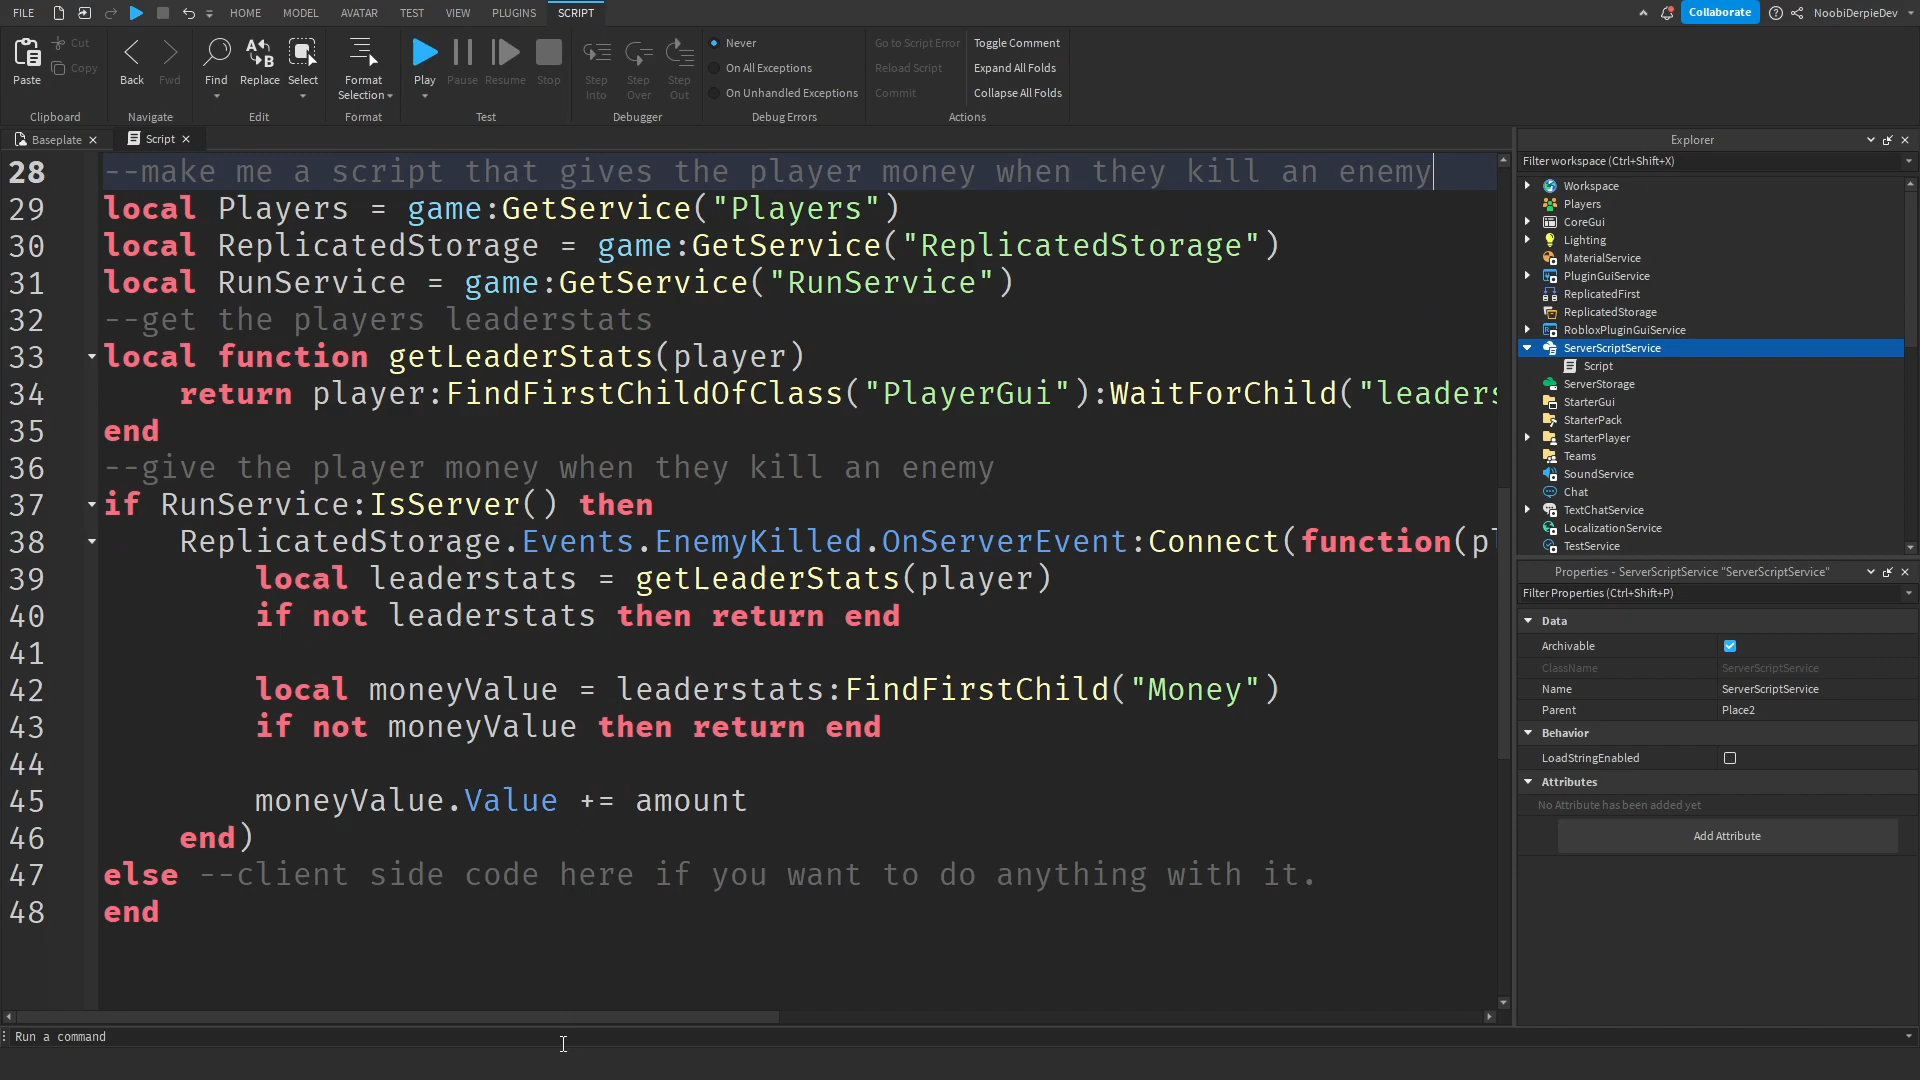 FILE HOME MODEL AVATAR TEST VIEW PLUGINS SCRIPT Collaborate NoobiDerpieDev
Paste Cut Copy
Clipboard
Back Fwd
Navigate
Find Replace Select
Edit
Format Selection
Format
Play Pause Resume Stop
Test
Step Into Step Over Step Out
Debugger
Never
On All Exceptions
On Unhandled Exceptions
Debug Errors
Go to Script Error Toggle Comment
Reload Script Expand All Folds
Commit Collapse All Folds
Actions
Baseplate Script
28 --make me a script that gives the player money when they kill an enemy
29 local Players = game:GetService("Players")
30 local ReplicatedStorage = game:GetService("ReplicatedStorage")
31 local RunService = game:GetService("RunService")
32 --get the players leaderstats
33 local function getLeaderStats(player)
34 return player:FindFirstChildOfClass("PlayerGui"):WaitForChild("leaders
35 end
36 --give the player money when they kill an enemy
37 if RunService:IsServer() then
38 ReplicatedStorage.Events.EnemyKilled.OnServerEvent:Connect(function(pl
39 local leaderstats = getLeaderStats(player)
40 if not leaderstats then return end
41
42 local moneyValue = leaderstats:FindFirstChild("Money")
43 if not moneyValue then return end
44
45 moneyValue.Value += amount
46 end)
47 else --client side code here if you want to do anything with it.
48 end
Run a command
Explorer
Filter workspace (Ctrl+Shift+X)
Workspace
Players
CoreGui
Lighting
MaterialService
PluginGuiService
ReplicatedFirst
ReplicatedStorage
RobloxPluginGuiService
ServerScriptService
Script
ServerStorage
StarterGui
StarterPack
StarterPlayer
Teams
SoundService
Chat
TextChatService
LocalizationService
TestService
Properties - ServerScriptService "ServerScriptService"
Filter Properties (Ctrl+Shift+P)
Data
Archivable
ClassName ServerScriptService
Name ServerScriptService
Parent Place2
Behavior
LoadStringEnabled
Attributes
No Attribute has been added yet
Add Attribute